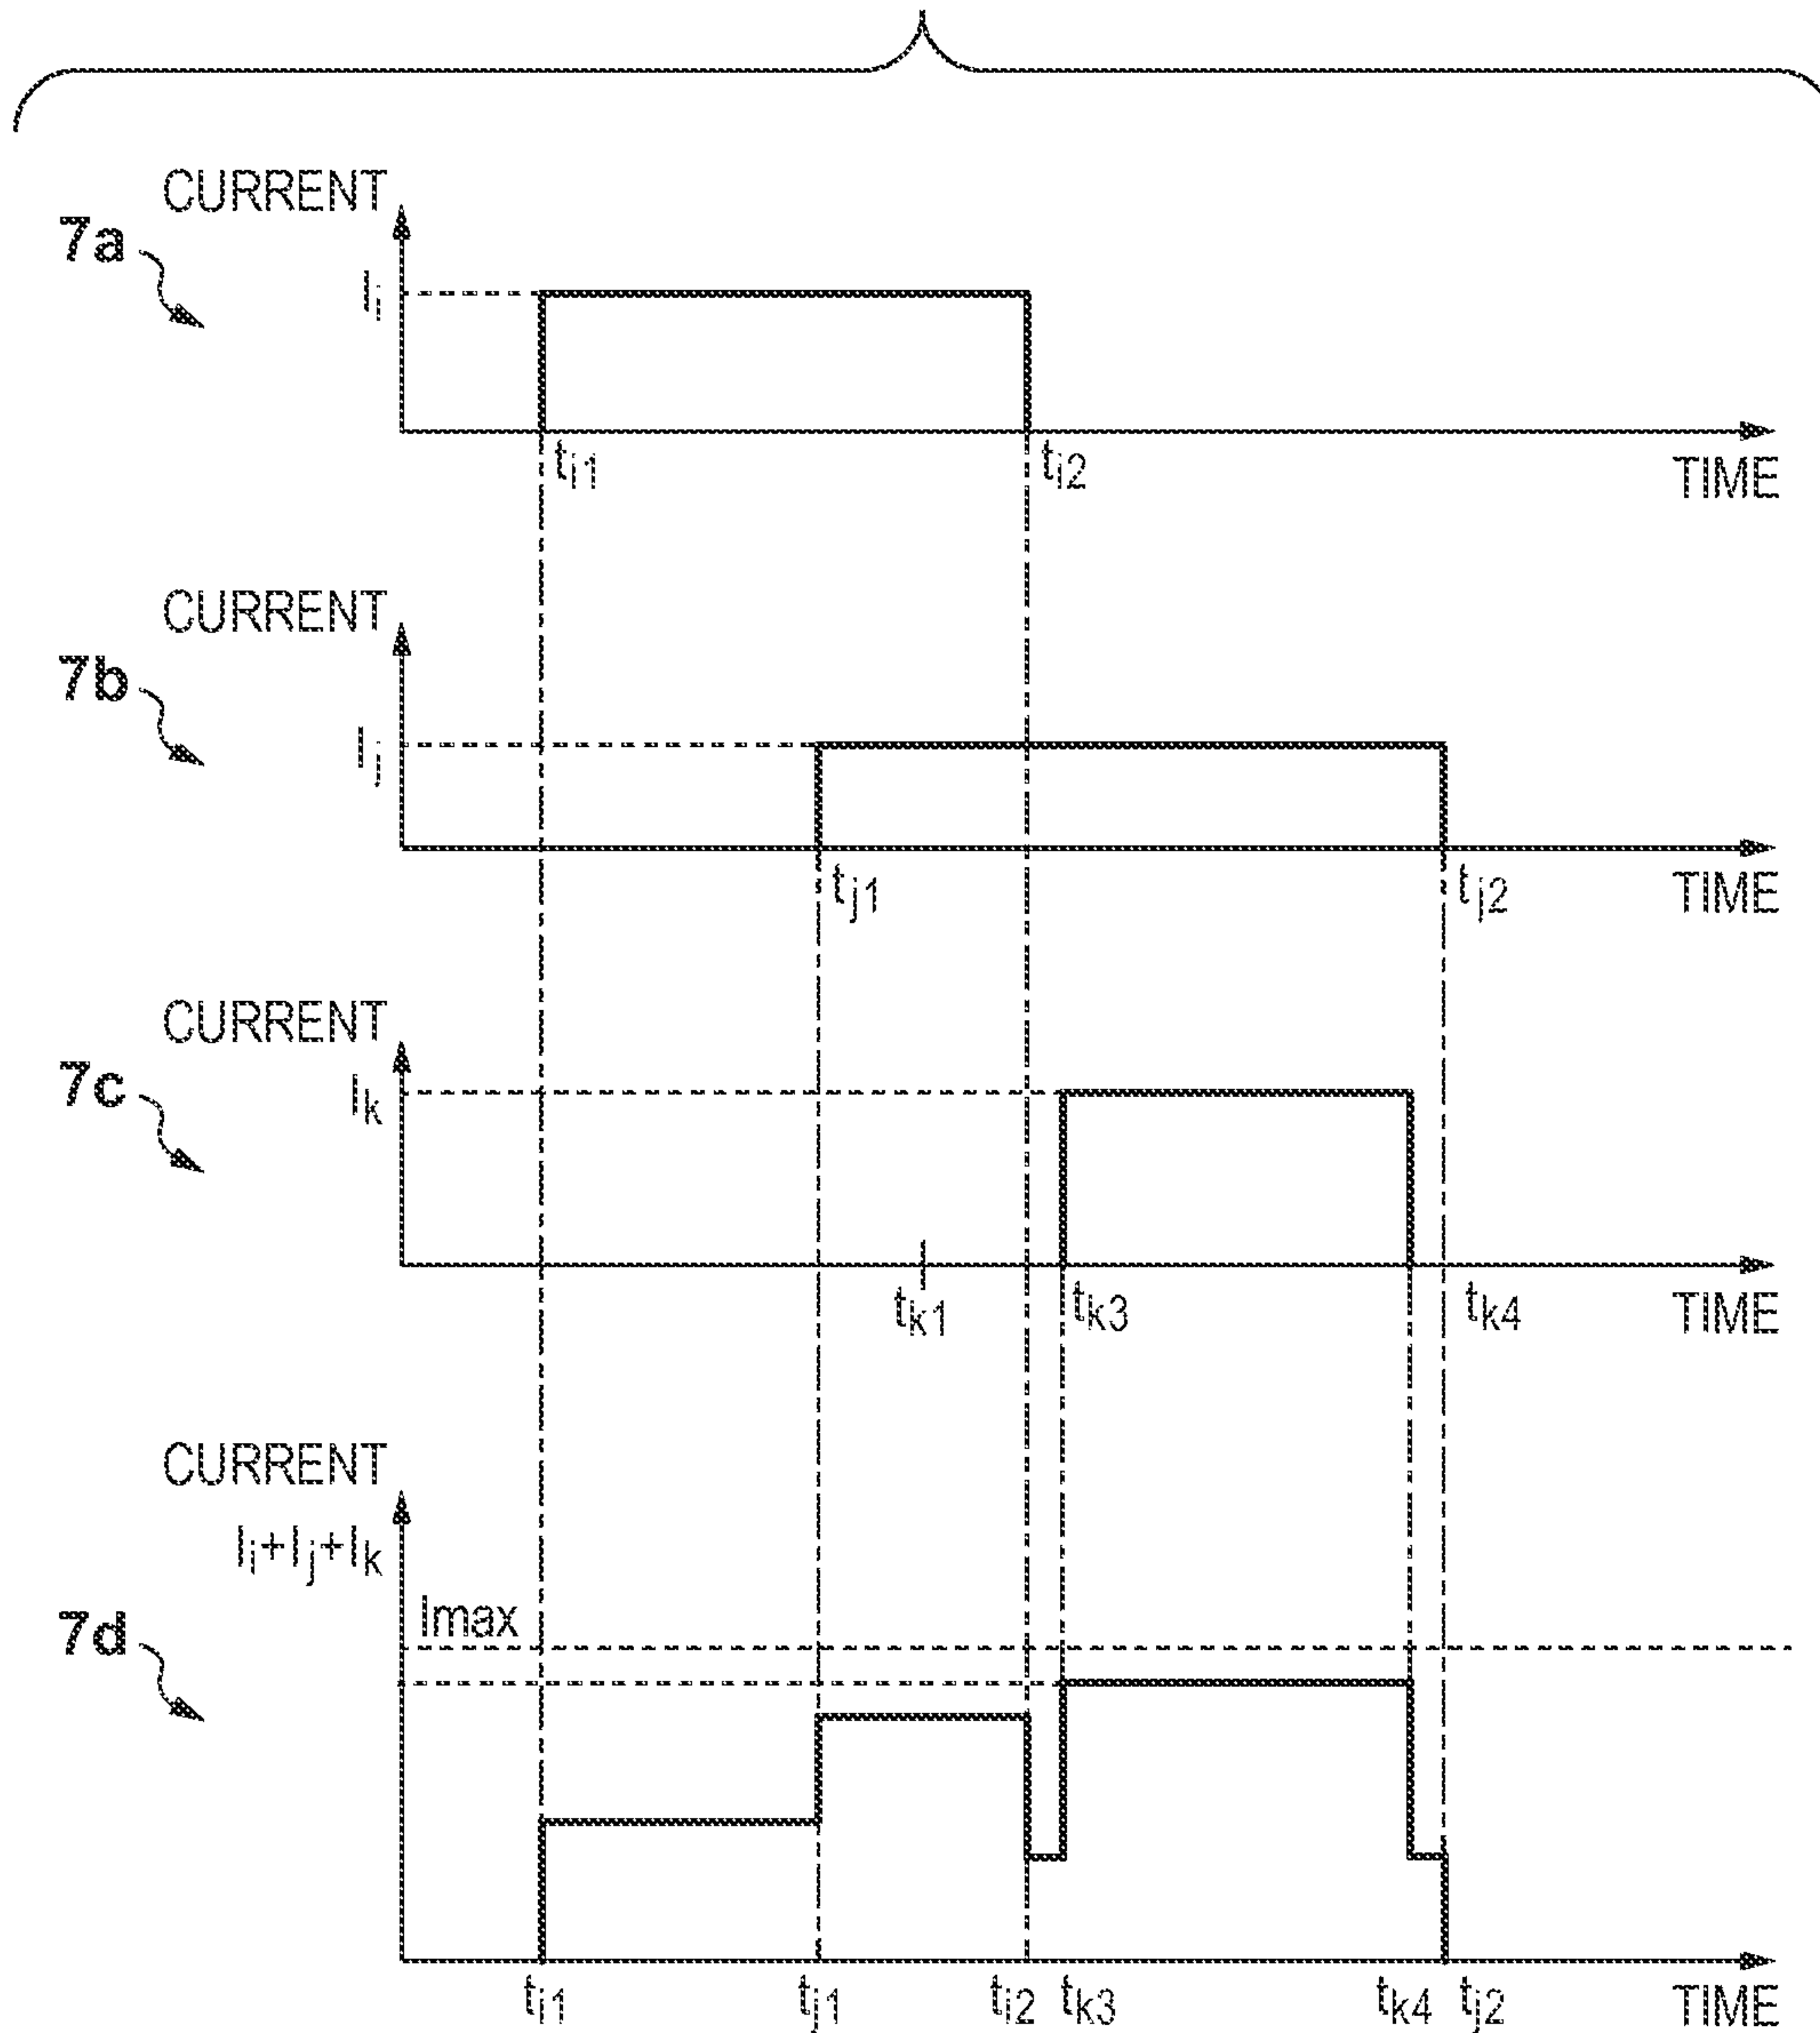 CURRENT
7a
Ii
ti1
ti2
TIME
CURRENT
7b
Ij
tj1
tj2
TIME
CURRENT
7c
Ik
tk1
tk3
tk4
TIME
CURRENT
Ii+Ij+Ik
Imax
7d
ti1
tj1
ti2
tk3
tk4
tj2
TIME